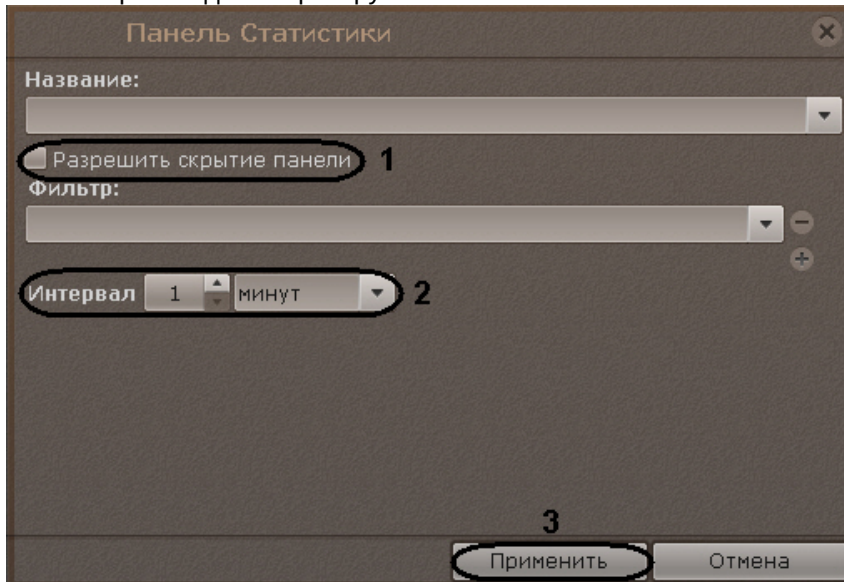 Панель Статистики
Название:
Разрешить скрытие панели 1
Фильтр:
Интервал 1 минут 2
3
Применить Отмена